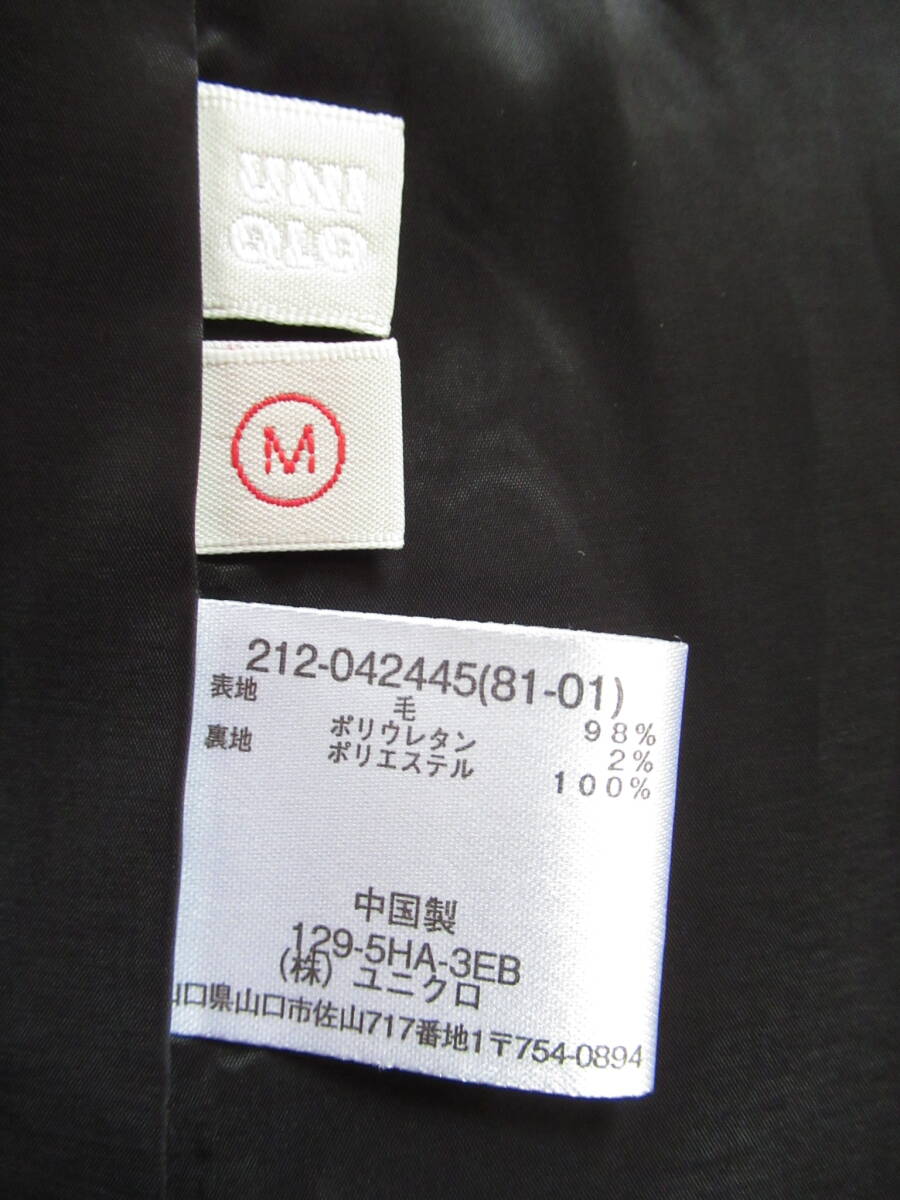 UNI
QLO
M
212-042445(81-01)
表地 毛 98%
ポリウレタン 2%
裏地 ポリエステル 100%
中国製
129-5HA-3EB
(株) ユニクロ
山口県山口市佐山717番地1〒754-0894